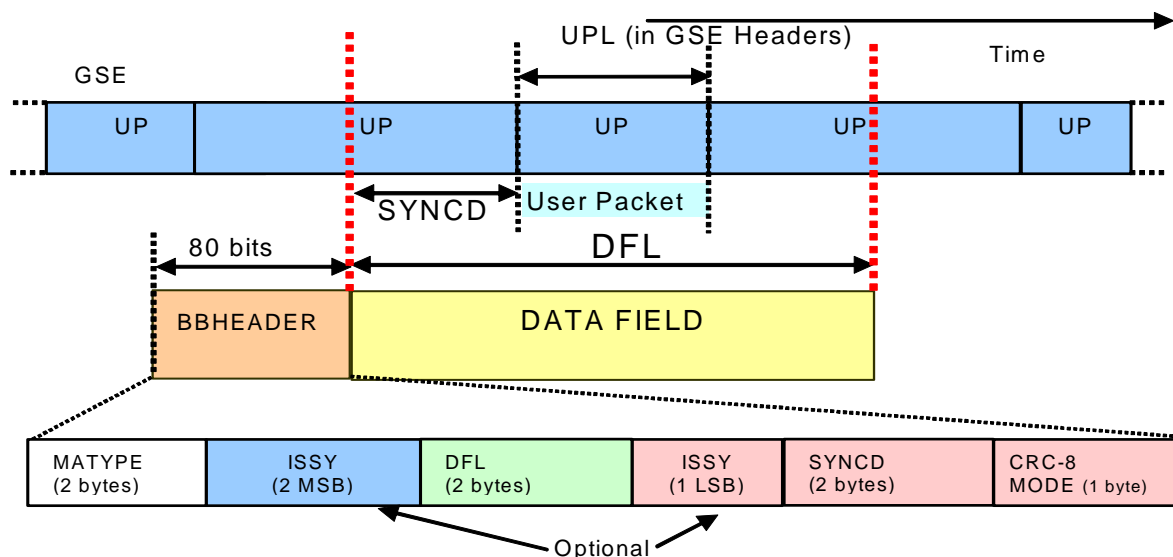 UPL (in GSE Headers)
Time
GSE
UP UP UP UP UP
SYNCD
User Packet
80 bits
DFL
BBHEADER
DATA FIELD
MATYPE
(2 bytes)
ISSY
(2 MSB)
DFL
(2 bytes)
ISSY
(1 LSB)
SYNCD
(2 bytes)
CRC-8
MODE (1 byte)
Optional